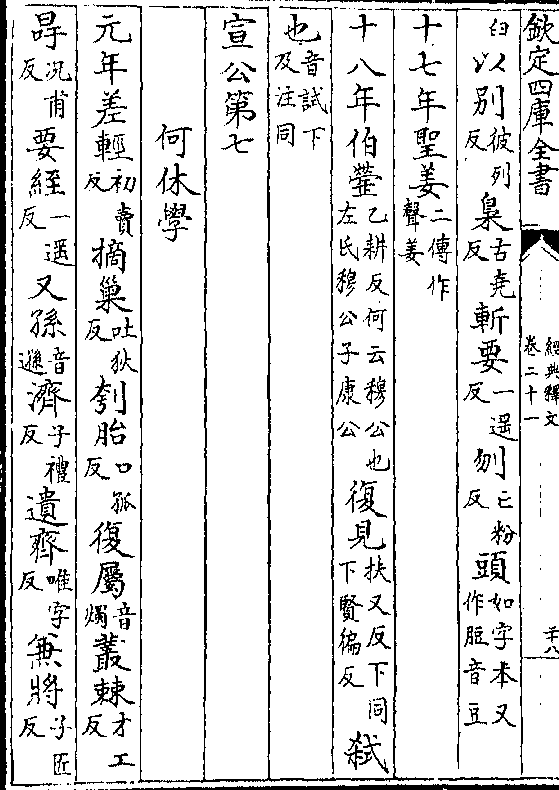 欽定四庫全書 經典釋文 卷二十一
以別彼列反梟古堯反斬要一遥反刎亡粉反頭如字本又作脰音豆
十七年聖姜二傳作聲姜
十八年伯罃乙耕反何云穆公也左氏穆公子康公復見扶又反下同下賢徧反弑
也音試下及注同
宣公第七
何休學
元年差輕初賣反摘巢吐狄反刳胎口孤反復屬音燭叢棘才工反
冔況甫反要絰一遥反又孫音遜濟子禮反遺齊唯字反兼將子匠反